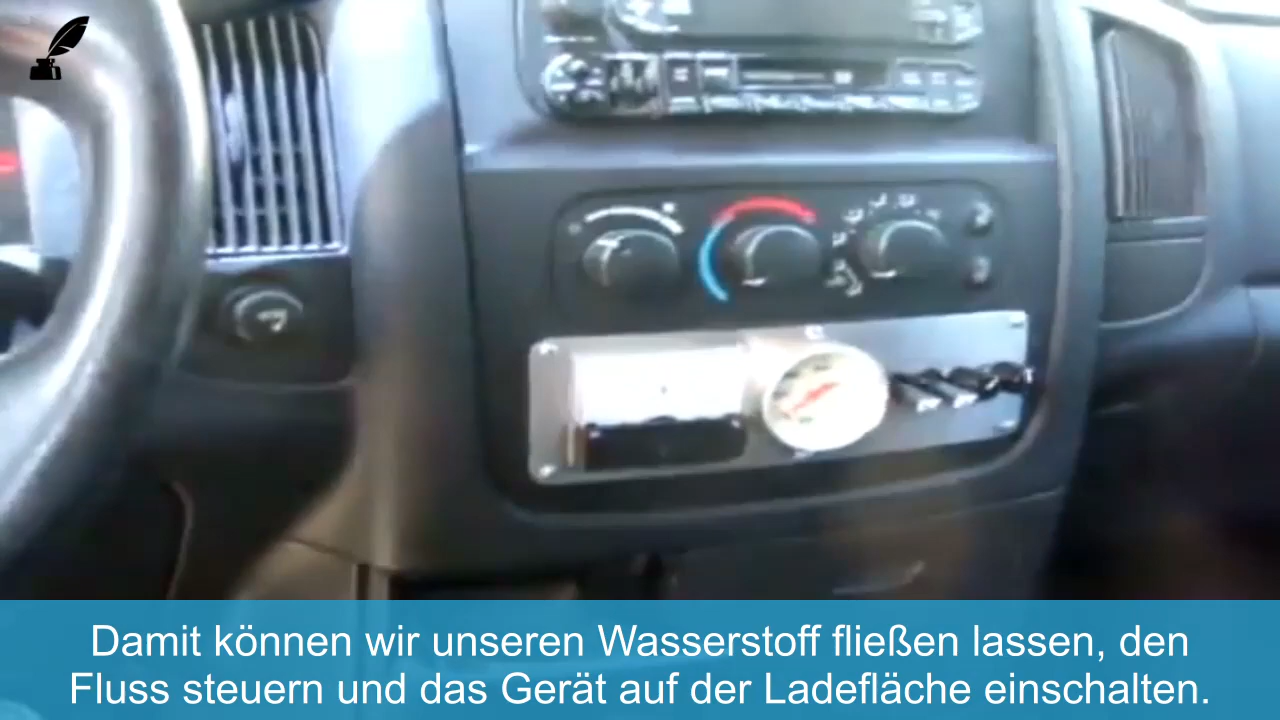 Damit können wir unseren Wasserstoff fließen lassen, den
Fluss steuern und das Gerät auf der Ladefläche einschalten.